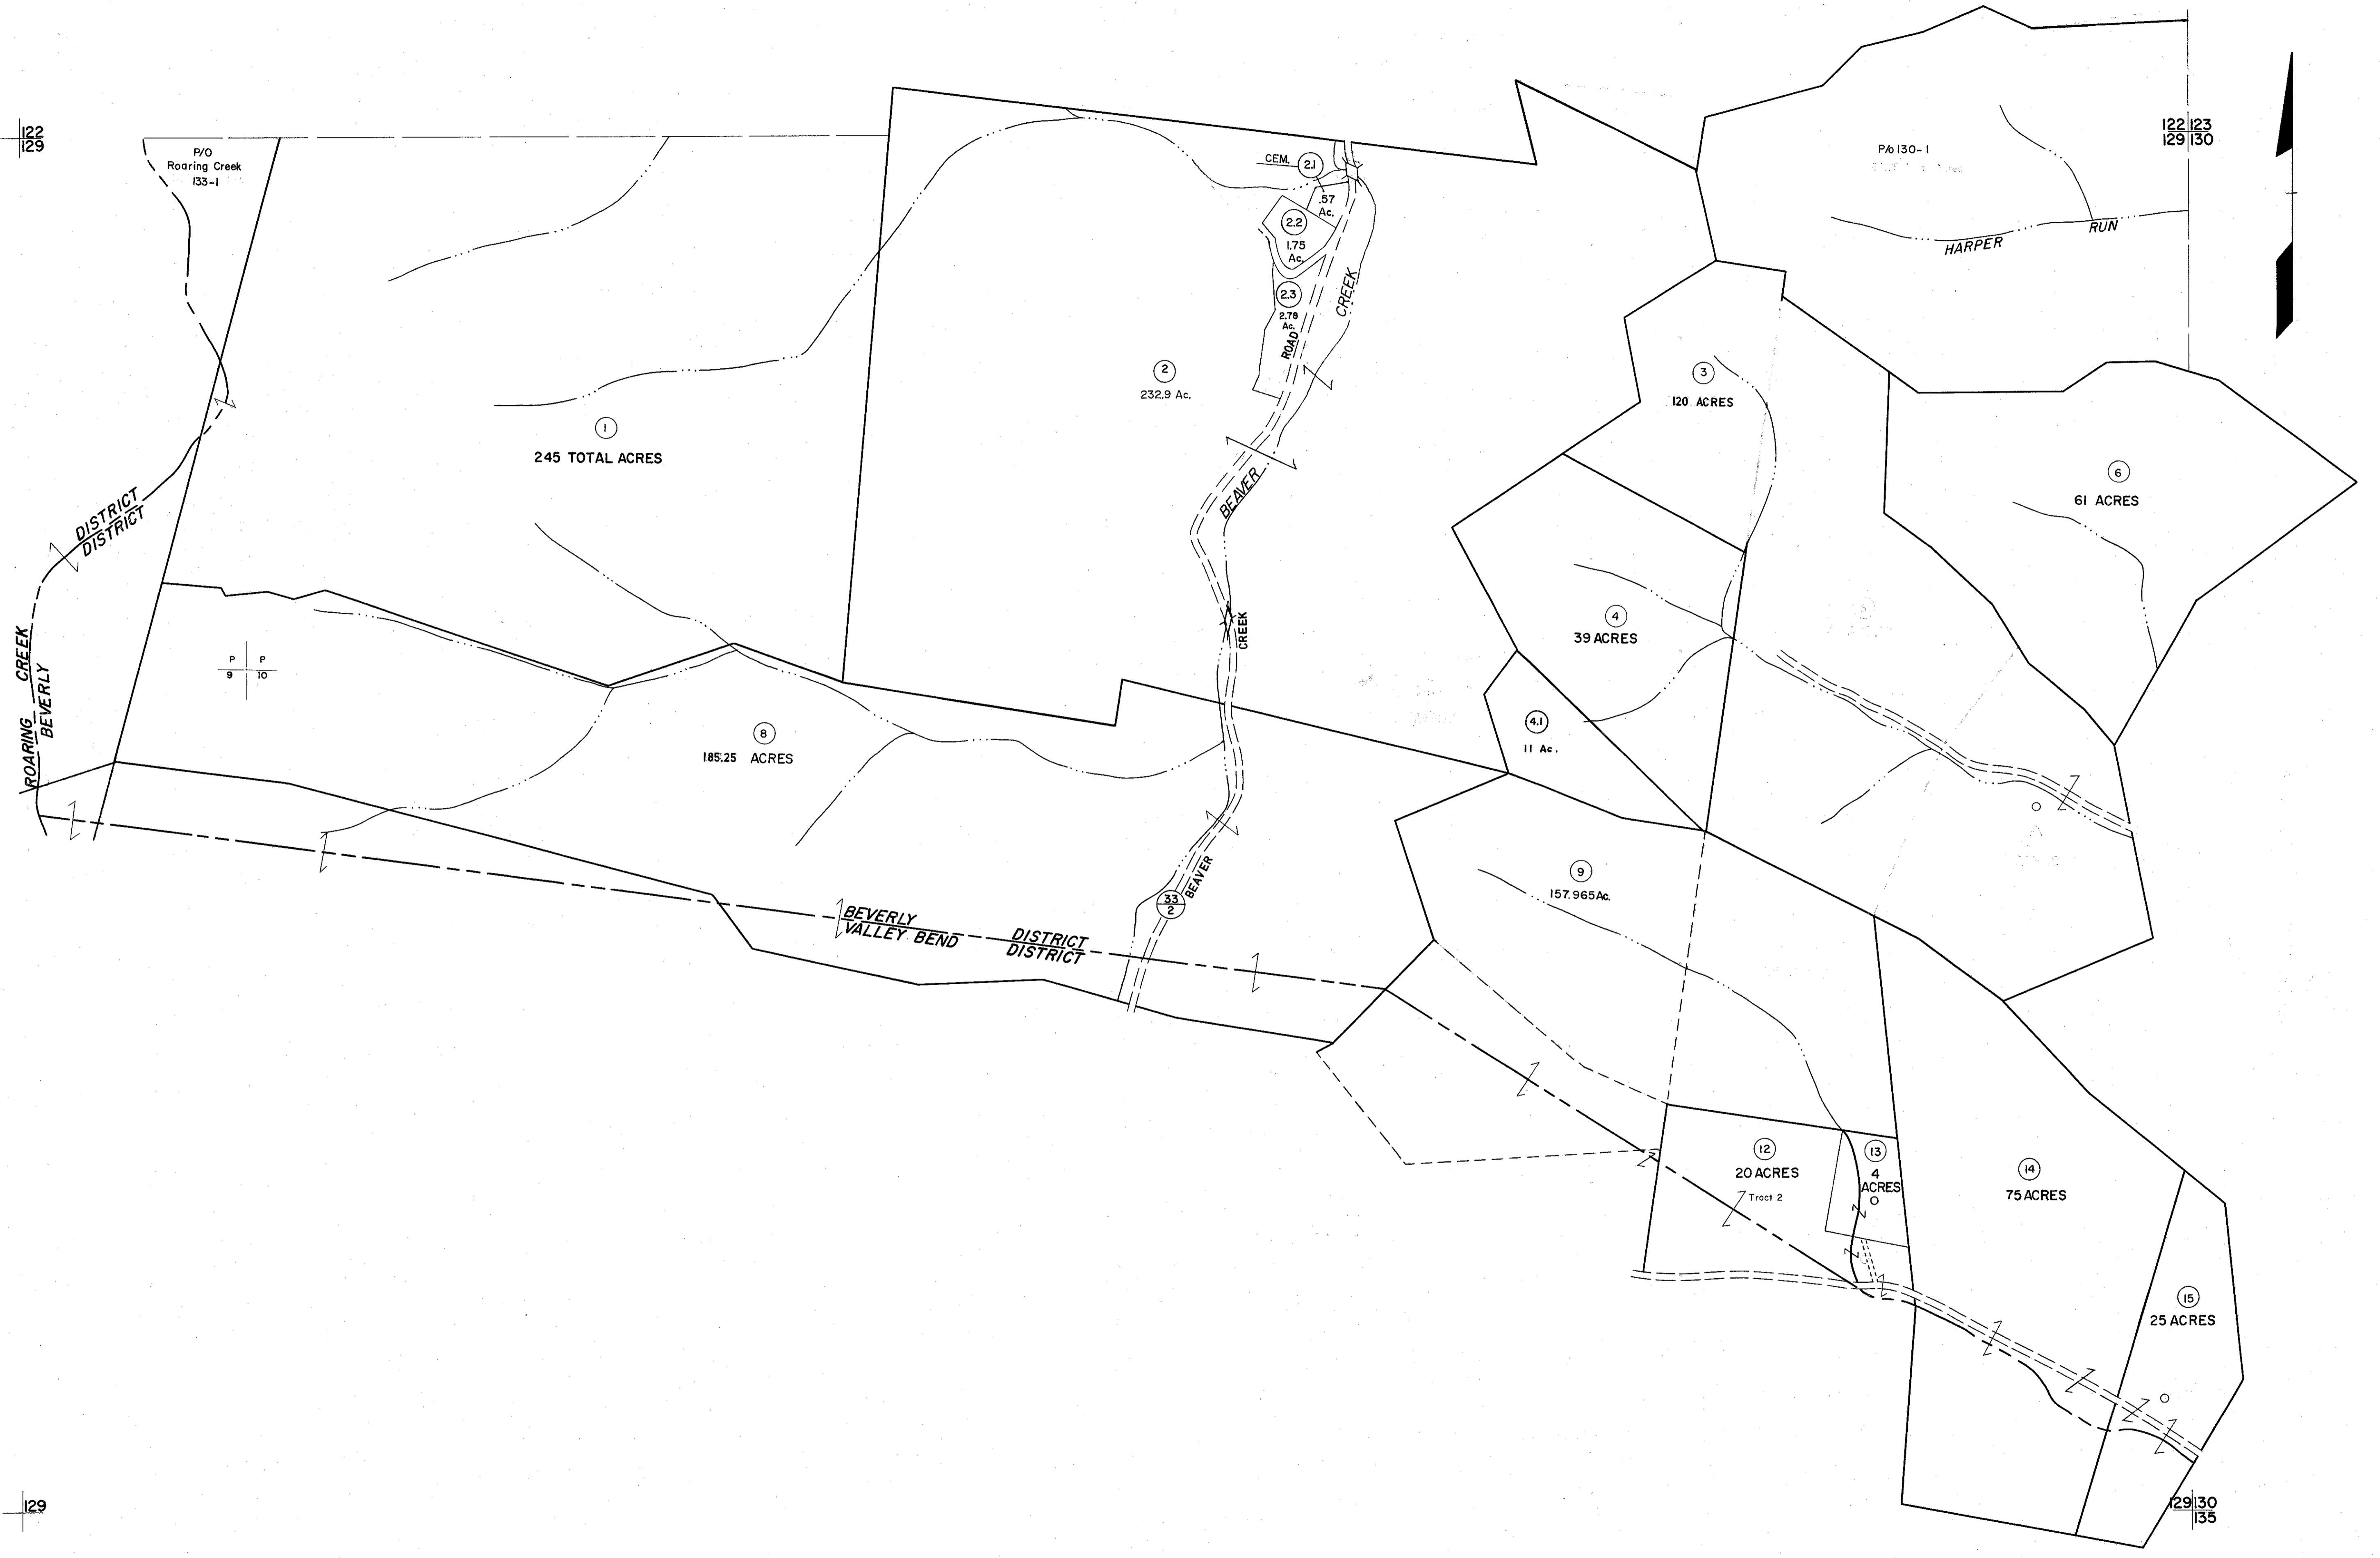 122
129
122 123
129 130
P/O
Roaring Creek
133-1
P/o 130-1
HARPER RUN
CEM.
2.1
.57
Ac.
2.2
1.75
Ac.
2.3
2.78
Ac.
ROAD
CREEK
2
232.9 Ac.
3
120 ACRES
1
245 TOTAL ACRES
6
61 ACRES
BEAVER
DISTRICT
DISTRICT
4
39 ACRES
CREEK
P P
9 10
ROARING CREEK
BEVERLY
4.1
11 Ac.
8
185.25 ACRES
9
157.965 Ac.
BEAVER
33
2
BEVERLY DISTRICT
VALLEY BEND DISTRICT
12
20 ACRES
Tract 2
13
4
ACRES
14
75 ACRES
15
25 ACRES
129
129 130
135